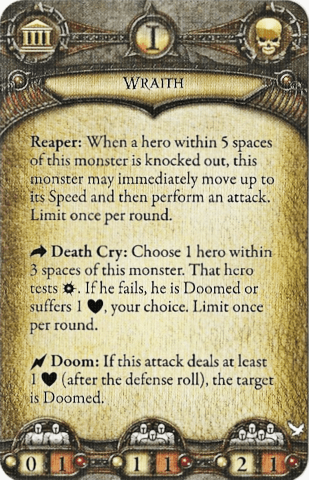 I
WRAITH
Reaper: When a hero within 5 spaces
of this monster is knocked out, this
monster may immediately move up to
its Speed and then perform an attack.
Limit once per round.
Death Cry: Choose 1 hero within
3 spaces of this monster. That hero
tests . If he fails, he is Doomed or
suffers 1 , your choice. Limit once
per round.
Doom: If this attack deals at least
1 (after the defense roll), the target
is Doomed.
0 1 1 1 2 1